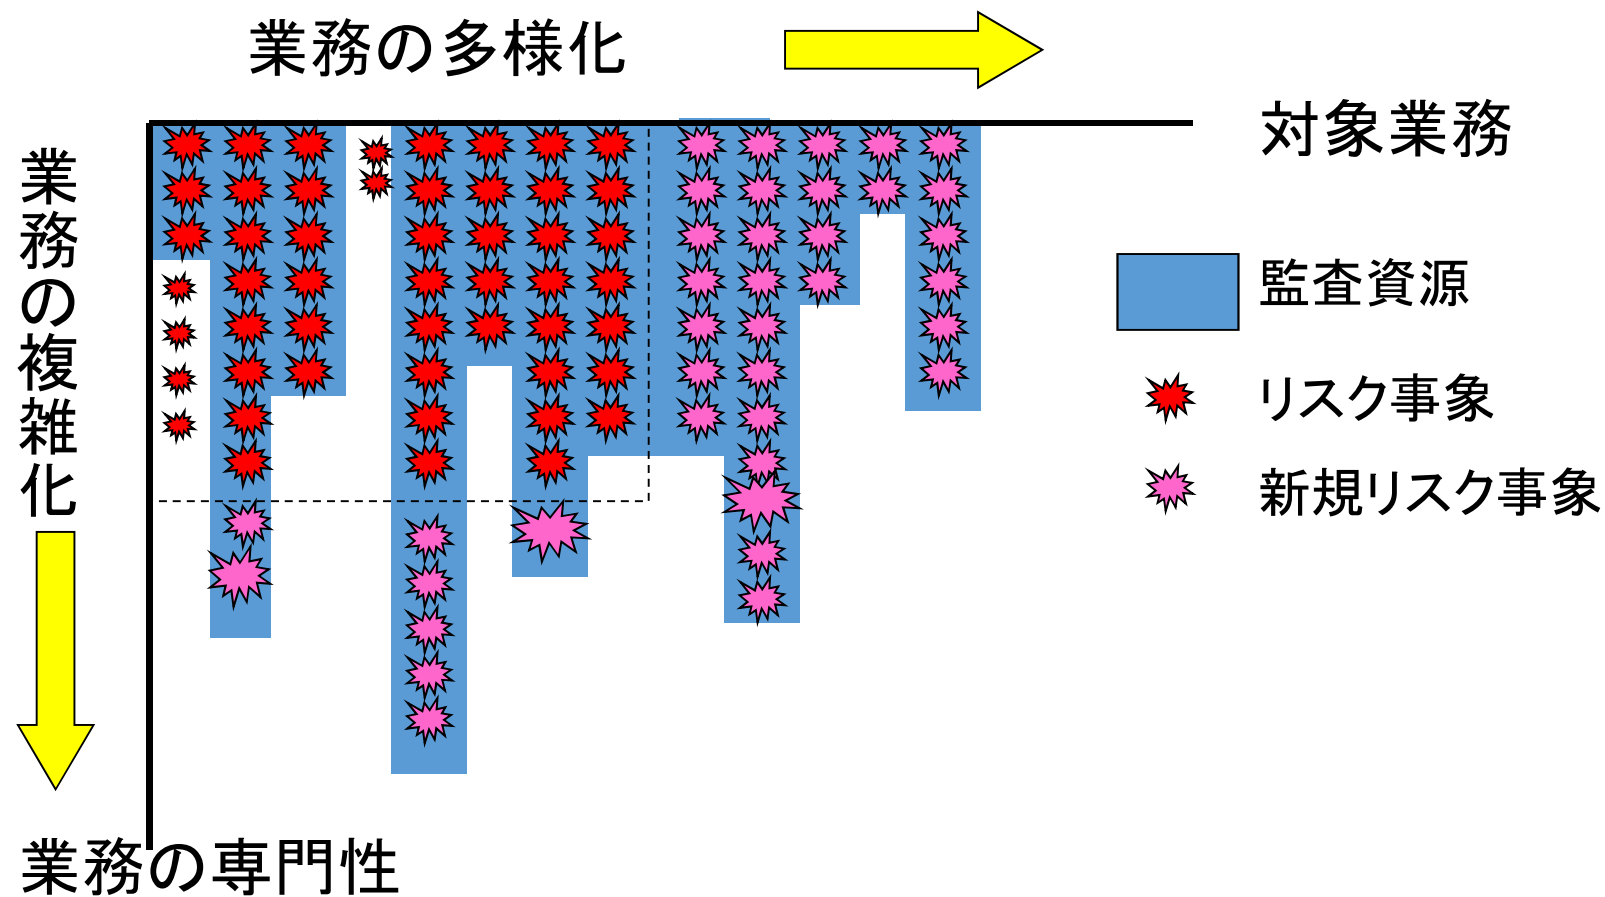 業務の多様化
対象業務
業務の複雑化
監査資源
リスク事象
新規リスク事象
業務の専門性